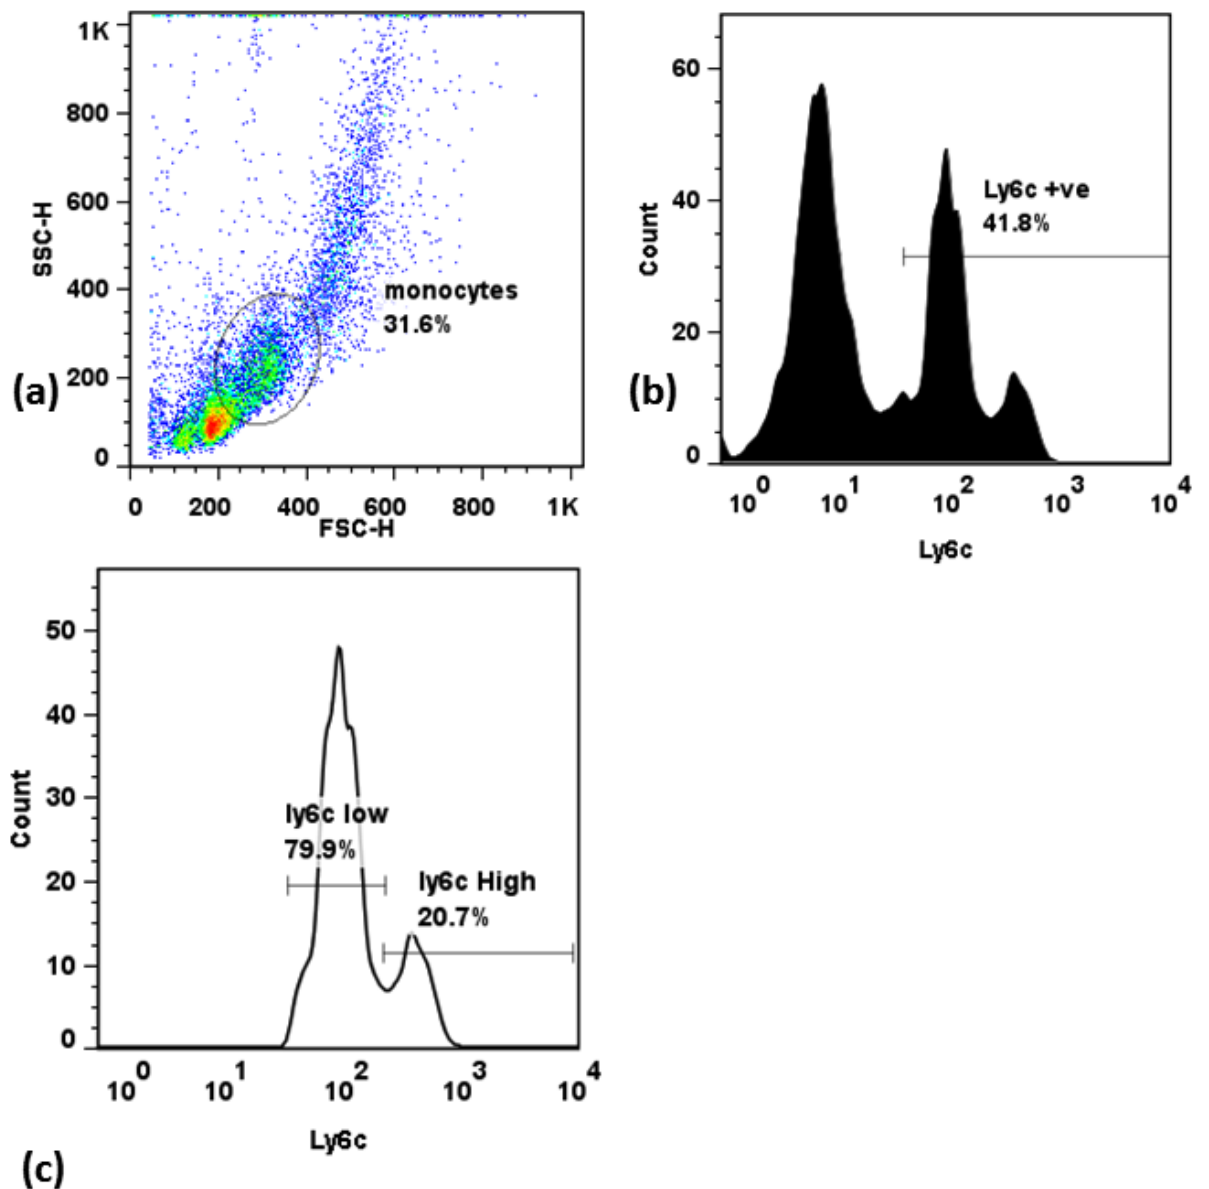 1K
800
600
400
200
0
SSC-H
monocytes
31.6%
(a)
0 200 400 600 800 1K
FSC-H
60
40
20
0
Count
Ly6c +ve
41.8%
(b)
10^0 10^1 10^2 10^3 10^4
Ly6c
50
40
30
20
10
0
Count
ly6c low
79.9%
ly6c High
20.7%
10^0 10^1 10^2 10^3 10^4
Ly6c
(c)